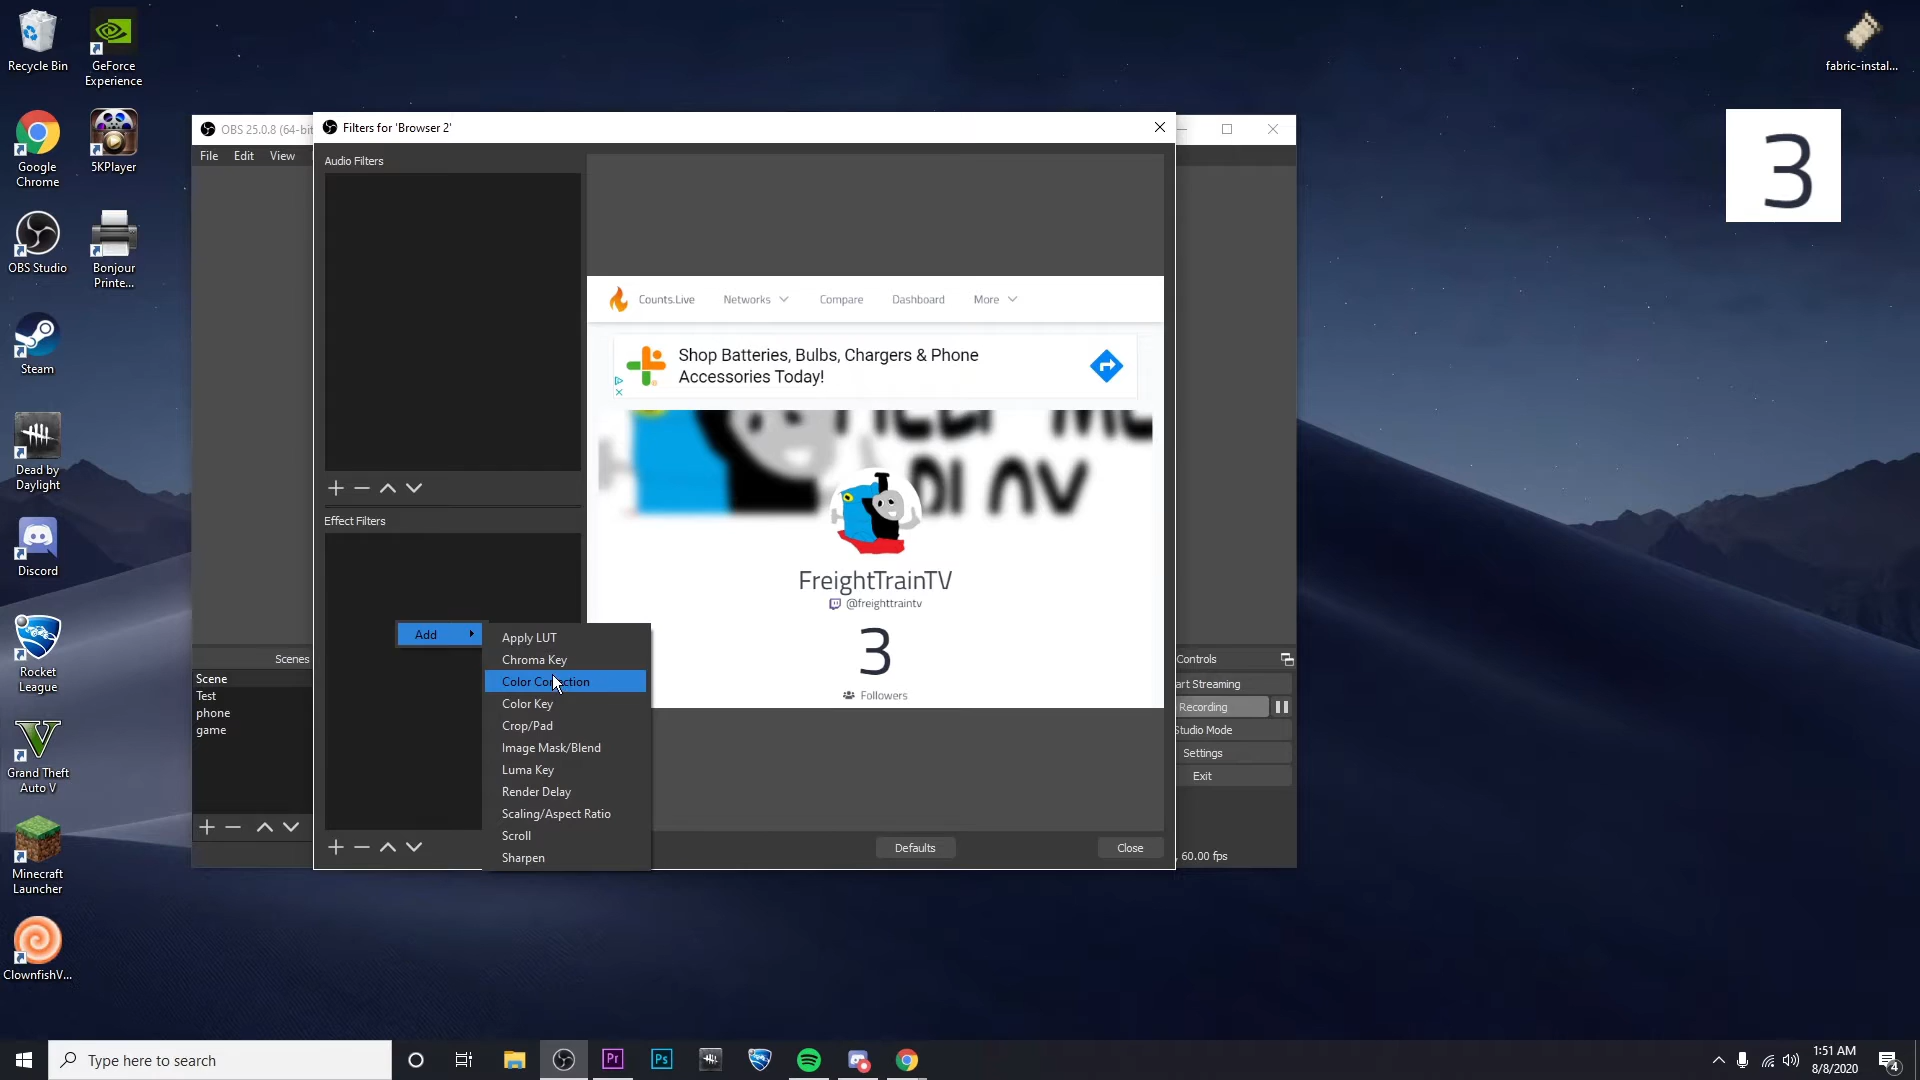 Recycle Bin
GeForce
Experience
Google
Chrome
5KPlayer
OBS Studio
Bonjour
Printe...
Steam
Dead by
Daylight
Discord
Rocket
League
Grand Theft
Auto V
Minecraft
Launcher
ClownfishV...
fabric-instal...
3
OBS 25.0.8 (64-bit
File Edit View
Filters for 'Browser 2'
Audio Filters
Effect Filters
Counts.Live Networks Compare Dashboard More
Shop Batteries, Bulbs, Chargers & Phone
Accessories Today!
FreightTrainTV
@freighttraintv
3
Followers
Add
Apply LUT
Chroma Key
Color Correction
Color Key
Crop/Pad
Image Mask/Blend
Luma Key
Render Delay
Scaling/Aspect Ratio
Scroll
Sharpen
Defaults
Close
Scenes
Scene
Test
phone
game
Controls
art Streaming
Recording
Studio Mode
Settings
Exit
, 60.00 fps
Type here to search
Pr
Ps
1:51 AM
8/8/2020
4